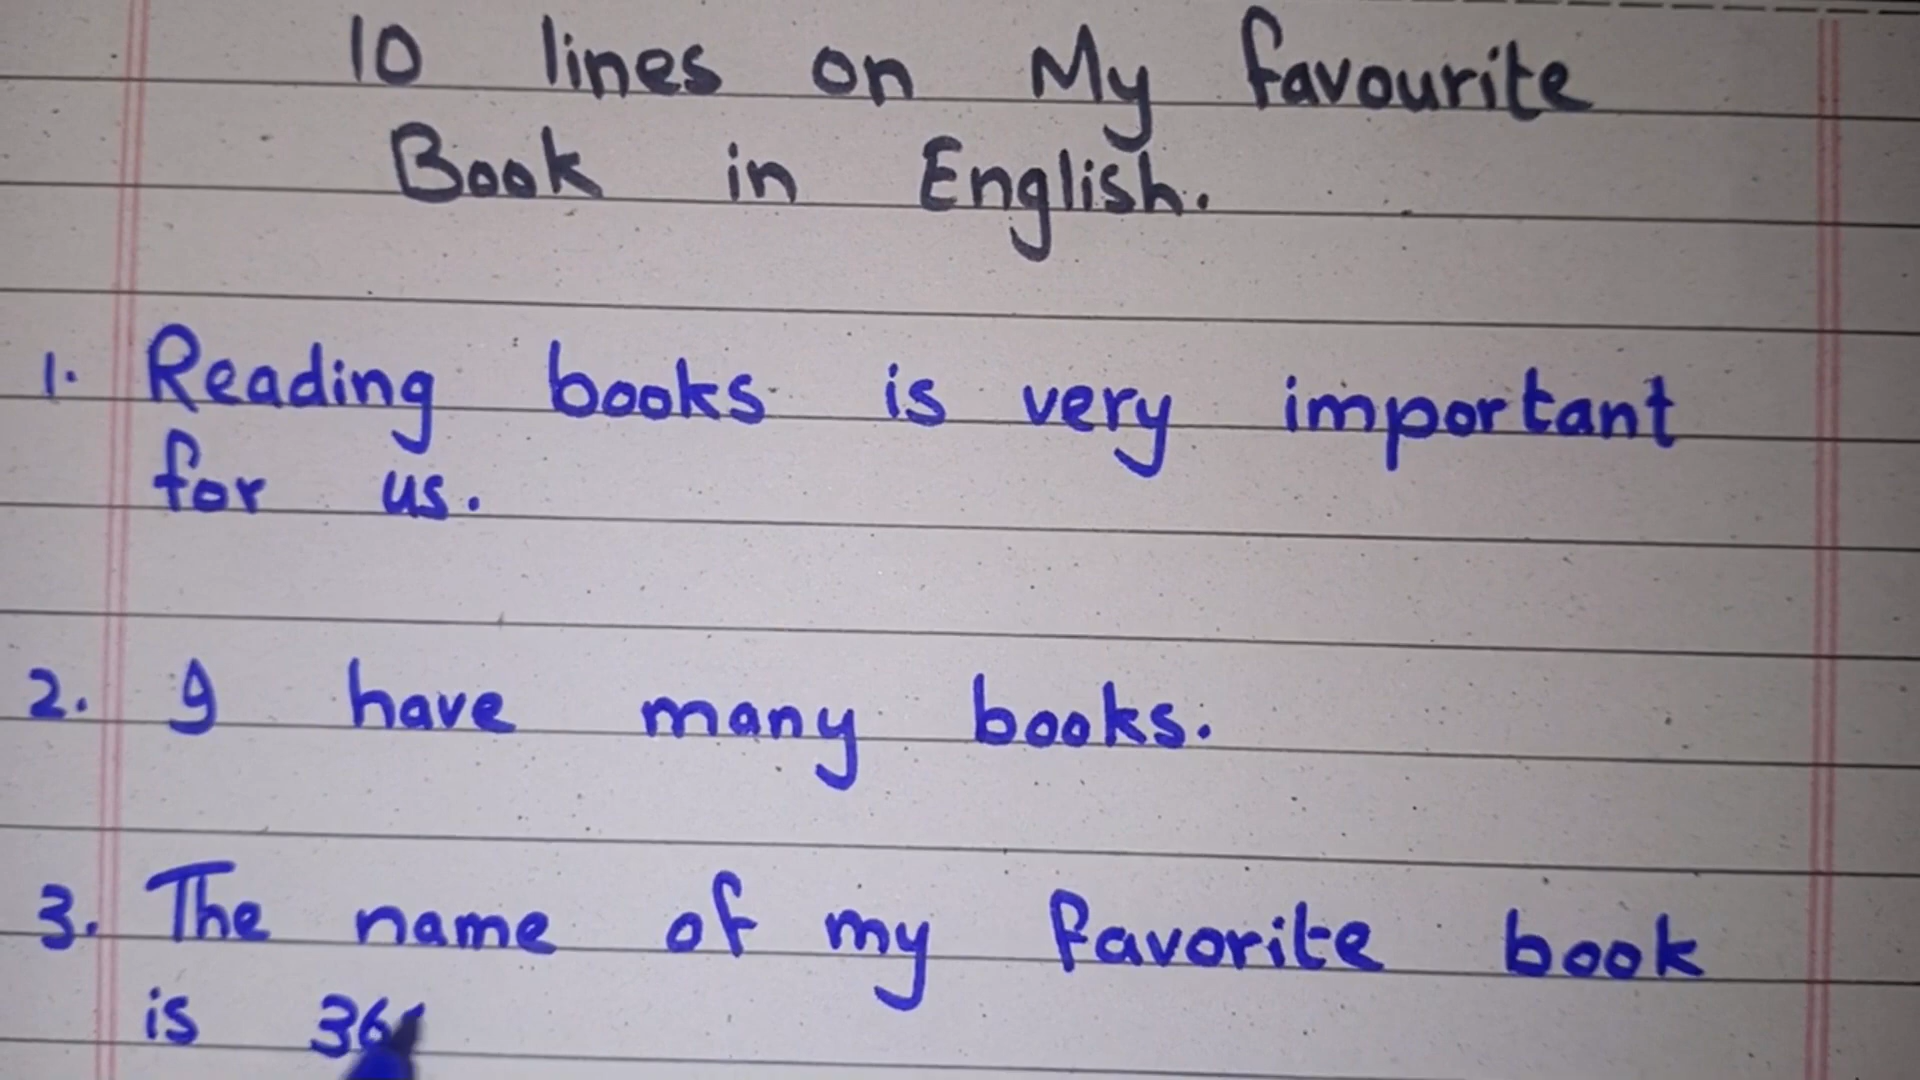 10 lines on My favourite
Book in English.
1. Reading books is very important
for us.
2. I have many books.
3. The name of my favorite book
is